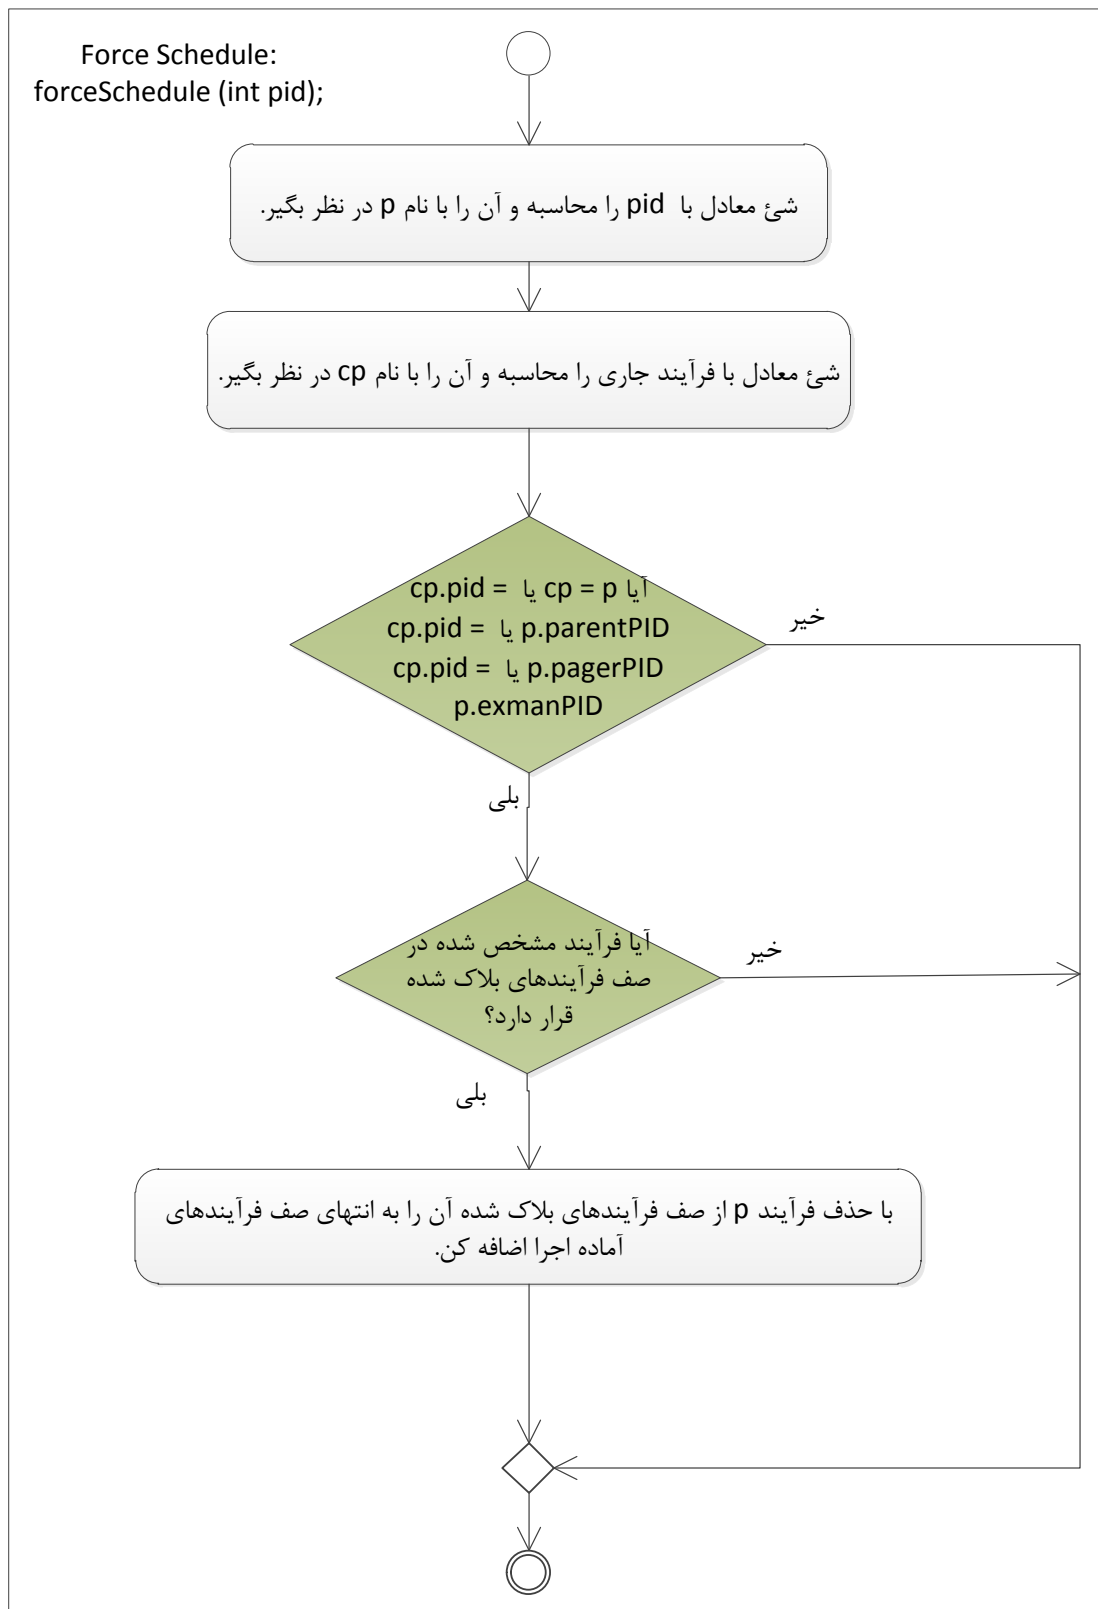 Force Schedule:
forceSchedule (int pid);
شئ معادل با pid را محاسبه و آن را با نام p در نظر بگیر.
شئ معادل با فرآیند جاری را محاسبه و آن را با نام cp در نظر بگیر.
آیا cp = p یا cp.pid =
p.parentPID یا cp.pid =
p.pagerPID یا cp.pid =
p.exmanPID
خیر
بلی
آیا فرآیند مشخص شده در
صف فرآیندهای بلاک شده
قرار دارد؟
خیر
بلی
با حذف فرآیند p از صف فرآیندهای بلاک شده آن را به انتهای صف فرآیندهای
آماده اجرا اضافه کن.